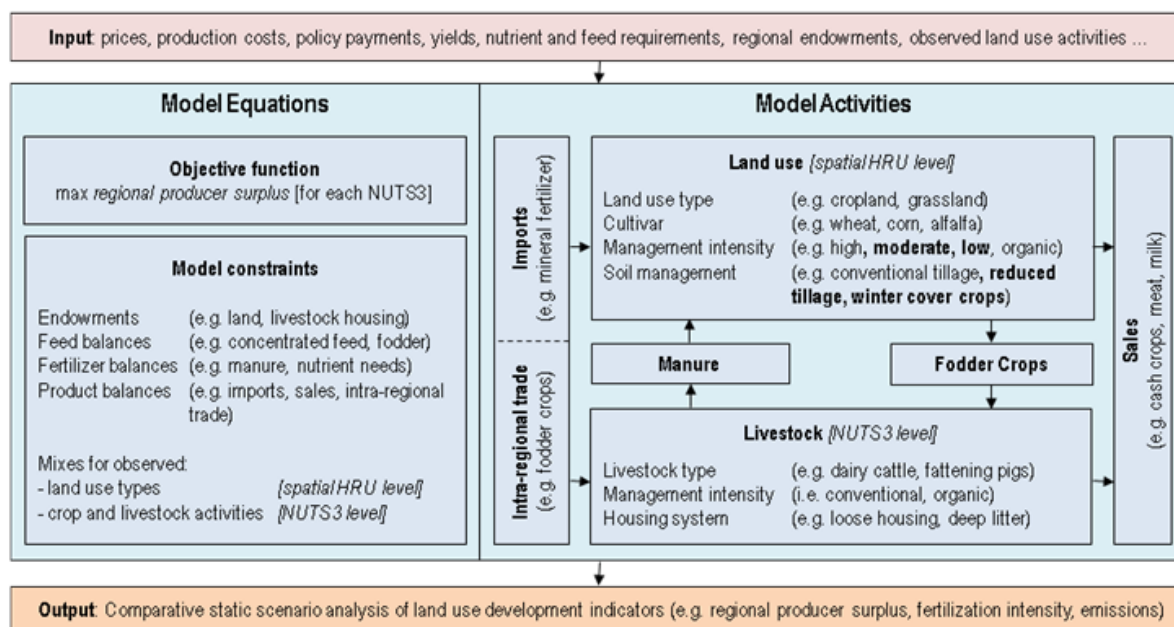 Input: prices, production costs, policy payments, yields, nutrient and feed requirements, regional endowments, observed land use activities ...
Model Equations
Objective function
max regional producer surplus [for each NUTS3]
Model constraints
Endowments (e.g. land, livestock housing)
Feed balances (e.g. concentrated feed, fodder)
Fertilizer balances (e.g. manure, nutrient needs)
Product balances (e.g. imports, sales, intra-regional
trade)
Mixes for observed:
- land use types [spatial HRU level]
- crop and livestock activities [NUTS3 level]
Model Activities
Imports
(e.g. mineral fertilizer)
Intra-regional trade
(e.g. fodder crops)
Land use [spatial HRU level]
Land use type (e.g. cropland, grassland)
Cultivar (e.g. wheat, corn, alfalfa)
Management intensity (e.g. high, moderate, low, organic)
Soil management (e.g. conventional tillage, reduced
tillage, winter cover crops)
Manure
Fodder Crops
Livestock [NUTS3 level]
Livestock type (e.g. dairy cattle, fattening pigs)
Management intensity (i.e. conventional, organic)
Housing system (e.g. loose housing, deep litter)
Sales
(e.g. cash crops, meat, milk)
Output: Comparative static scenario analysis of land use development indicators (e.g. regional producer surplus, fertilization intensity, emissions)